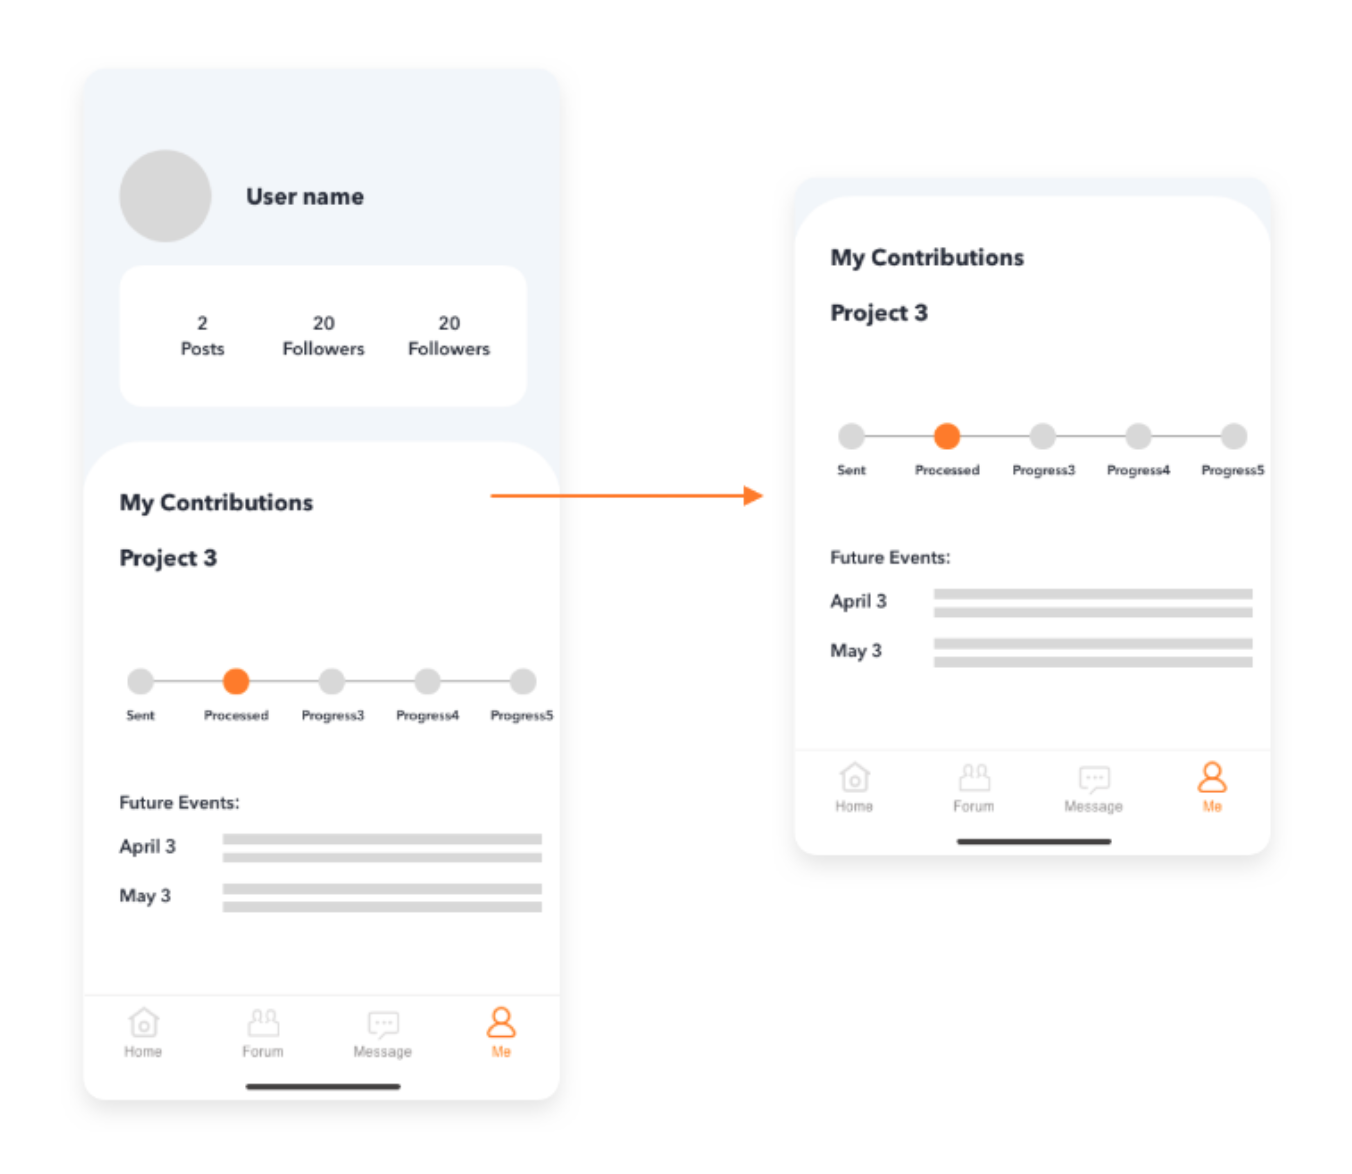 User name
2 20 20
Posts Followers Followers
My Contributions
Project 3
Sent Processed Progress3 Progress4 Progress5
Future Events:
April 3
May 3
Home Forum Message Me
My Contributions
Project 3
Sent Processed Progress3 Progress4 Progress5
Future Events:
April 3
May 3
Home Forum Message Me